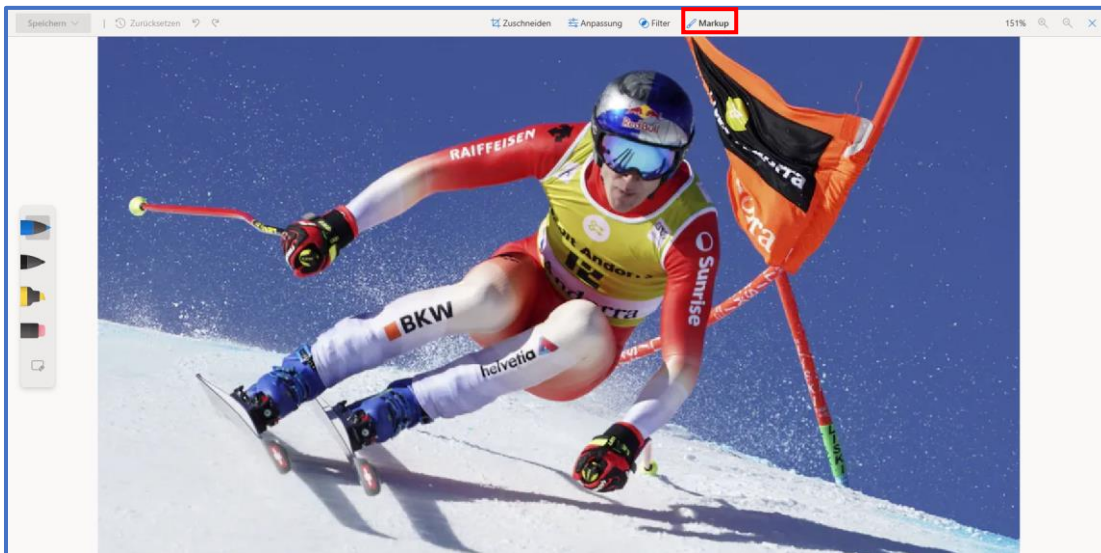 Speichern
Zurücksetzen
Zuschneiden
Anpassung
Filter
Markup
151%
Red Bull
RAIFFEISEN
Sunrise
Andorra
BKW
helvetia